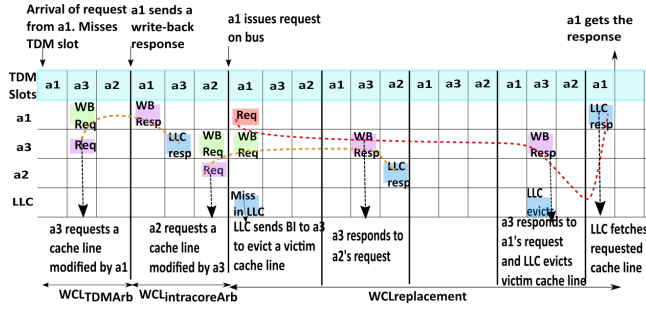 Arrival of request
from a1. Misses
TDM slot
a1 sends a
write-back
response
a1 issues request
on bus
a1 gets the
response
TDM
Slots
a1 a3 a2 a1 a3 a2 a1 a3 a2 a1 a3 a2 a1 a3 a2 a1 a3 a2 a1
a1
WB
Req
WB
Resp
Req
LLC
resp
a3
Req
LLC
resp
WB
Req
WB
Req
WB
Resp
WB
Resp
a2
Req
LLC
resp
LLC
Miss
in LLC
LLC
evicts
a3 requests a
cache line
modified by a1
a2 requests a
cache line
modified by a3
LLC sends BI to a3
to evict a victim
cache line
a3 responds to
a2's request
a3 responds to
a1's request
and LLC evicts
victim cache line
LLC fetches
requested
cache line
WCLTDMArb
WCLintracoreArb
WCLreplacement